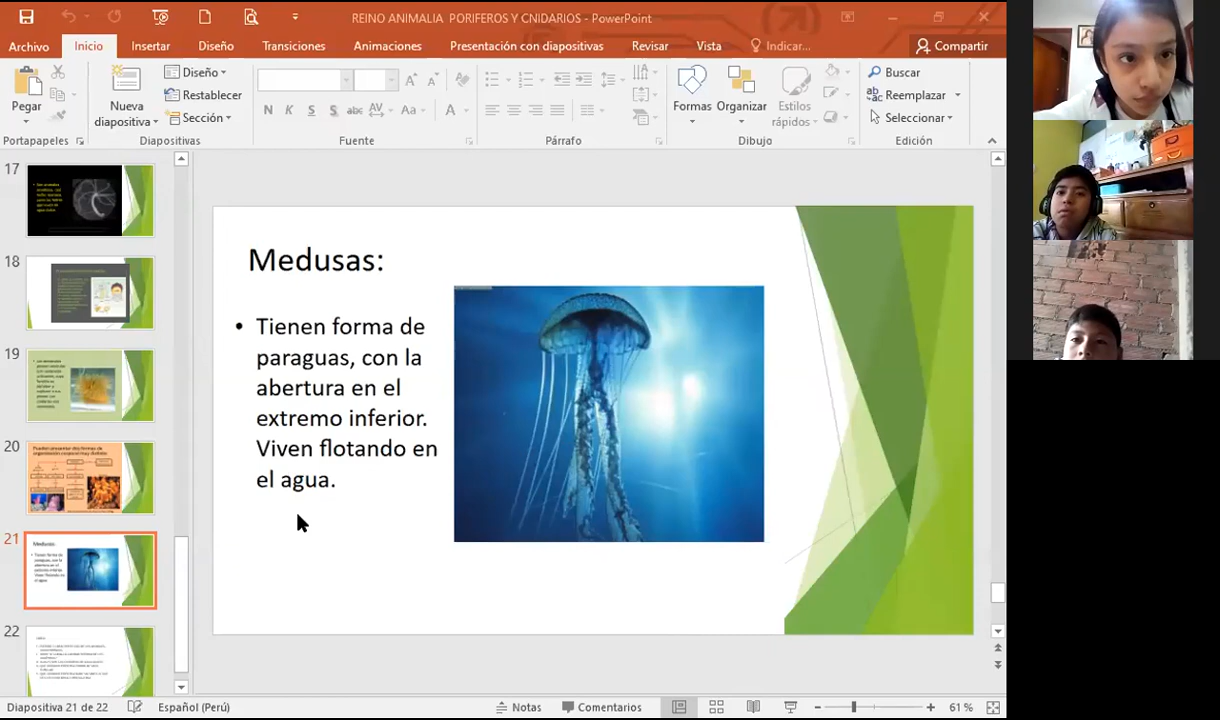 REINO ANIMALIA PORIFEROS Y CNIDARIOS - PowerPoint
Archivo
Inicio
Insertar
Diseño
Transiciones
Animaciones
Presentación con diapositivas
Revisar
Vista
Indicar...
Compartir
Pegar
Portapapeles
Nueva diapositiva
Diseño
Restablecer
Sección
Diapositivas
N K S S abc AV Aa A
Fuente
Párrafo
Formas
Organizar
Estilos rápidos
Dibujo
Buscar
Reemplazar
Seleccionar
Edición
17
18
19
20
21
22
Medusas:
• Tienen forma de
paraguas, con la
abertura en el
extremo inferior.
Viven flotando en
el agua.
Diapositiva 21 de 22
Español (Perú)
Notas
Comentarios
61 %